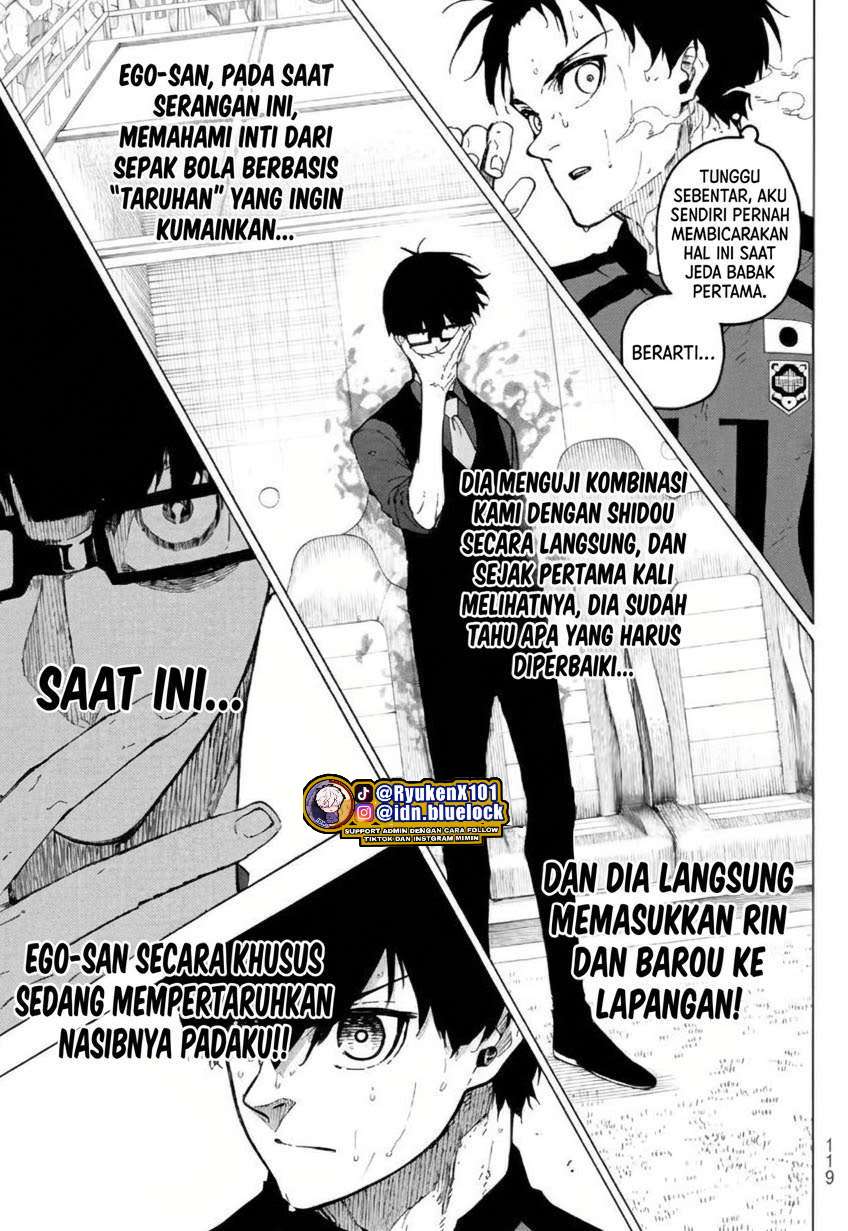 TUNGGU
SEBENTAR, AKU
SENDIRI PERNAH
MEMBICARAKAN
HAL INI SAAT
JEDA BABAK
PERTAMA.
BERARTI...
EGO-SAN, PADA SAAT
SERANGAN INI,
MEMAHAMI INTI DARI
SEPAK BOLA BERBASIS
"TARUHAN" YANG INGIN
KUMAINKAN...
DIA MENGUJI KOMBINASI
KAMI DENGAN SHIDOU
SECARA LANGSUNG, DAN
SEJAK PERTAMA KALI
MELIHATNYA, DIA SUDAH
TAHU APA YANG HARUS
DIPERBAIKI...
DAN DIA LANGSUNG
MEMASUKKAN RIN
DAN BAROU KE
LAPANGAN!
SAAT INI...
EGO-SAN SECARA KHUSUS
SEDANG MEMPERTARUHKAN
NASIBNYA PADAKU!!
@RyukenX101
@idn.bluelock
SUPPORT ADMIN DENGAN CARA FOLLOW
TIKTOK DAN INSTGRAM MIMIN
11
119